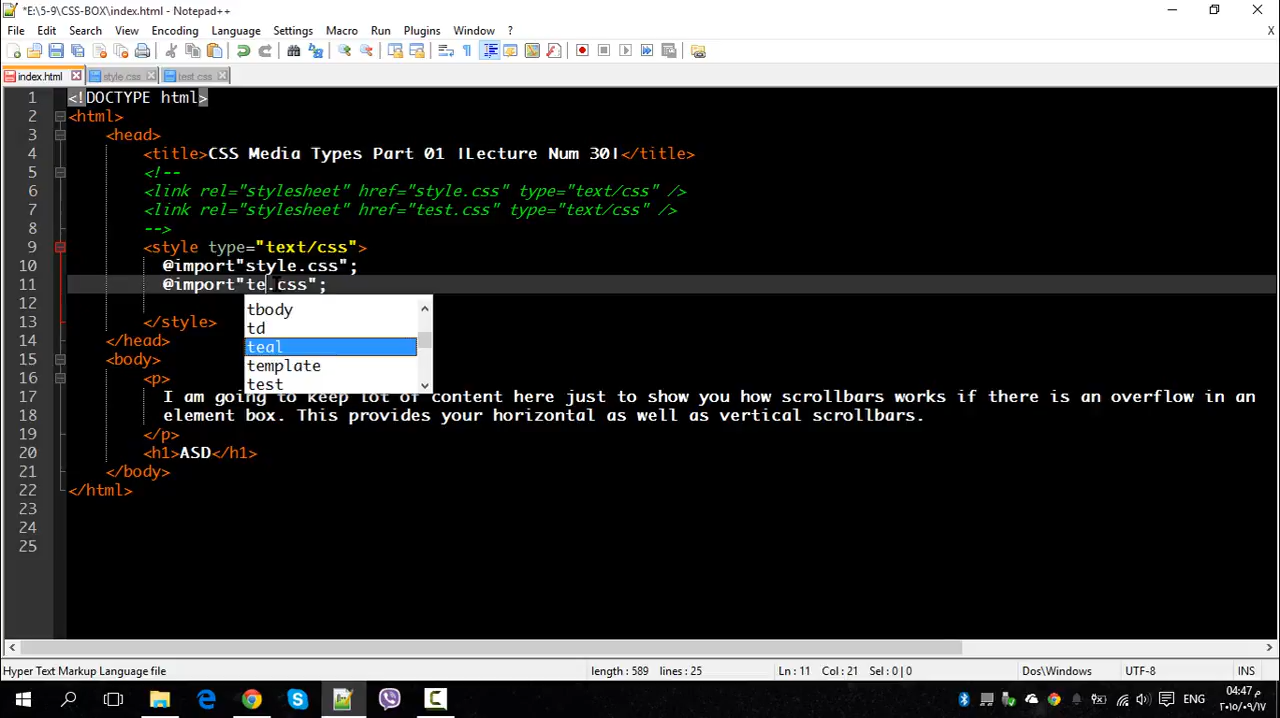 *E:\5-9\CSS-BOX\index.html - Notepad++
File Edit Search View Encoding Language Settings Macro Run Plugins Window ? X
index.html style.css test.css
1 <!DOCTYPE html>
2 <html>
3 <head>
4 <title>CSS Media Types Part 01 |Lecture Num 30|</title>
5 <!--
6 <link rel="stylesheet" href="style.css" type="text/css" />
7 <link rel="stylesheet" href="test.css" type="text/css" />
8 -->
9 <style type="text/css">
10 @import"style.css";
11 @import"te.css";
12
tbody
13 </style>
td
14 </head>
teal
15 <body>
template
16 <p>
test
17 I am going to keep lot of content here just to show you how scrollbars works if there is an overflow in an
18 element box. This provides your horizontal as well as vertical scrollbars.
19 </p>
20 <h1>ASD</h1>
21 </body>
22 </html>
23
24
25
Hyper Text Markup Language file length : 589 lines : 25 Ln : 11 Col : 21 Sel : 0 | 0 Dos\Windows UTF-8 INS
ENG م 04:47
٢٠١٥/٠٩/١٧